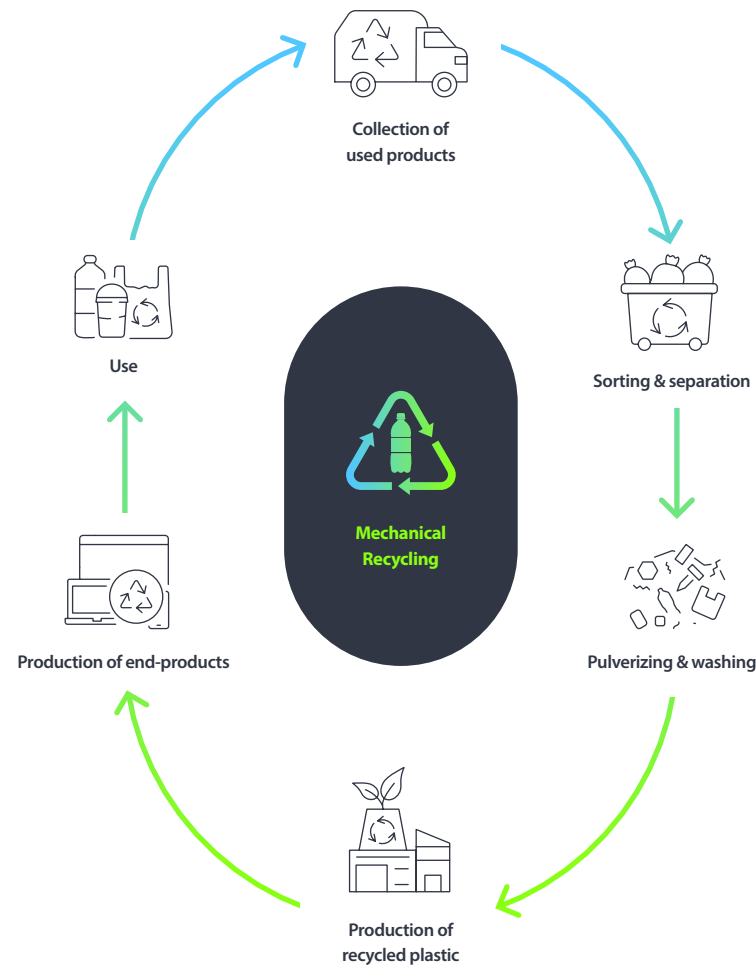 Collection of
used products
Use
Sorting & separation
Mechanical
Recycling
Production of end-products
Pulverizing & washing
Production of
recycled plastic